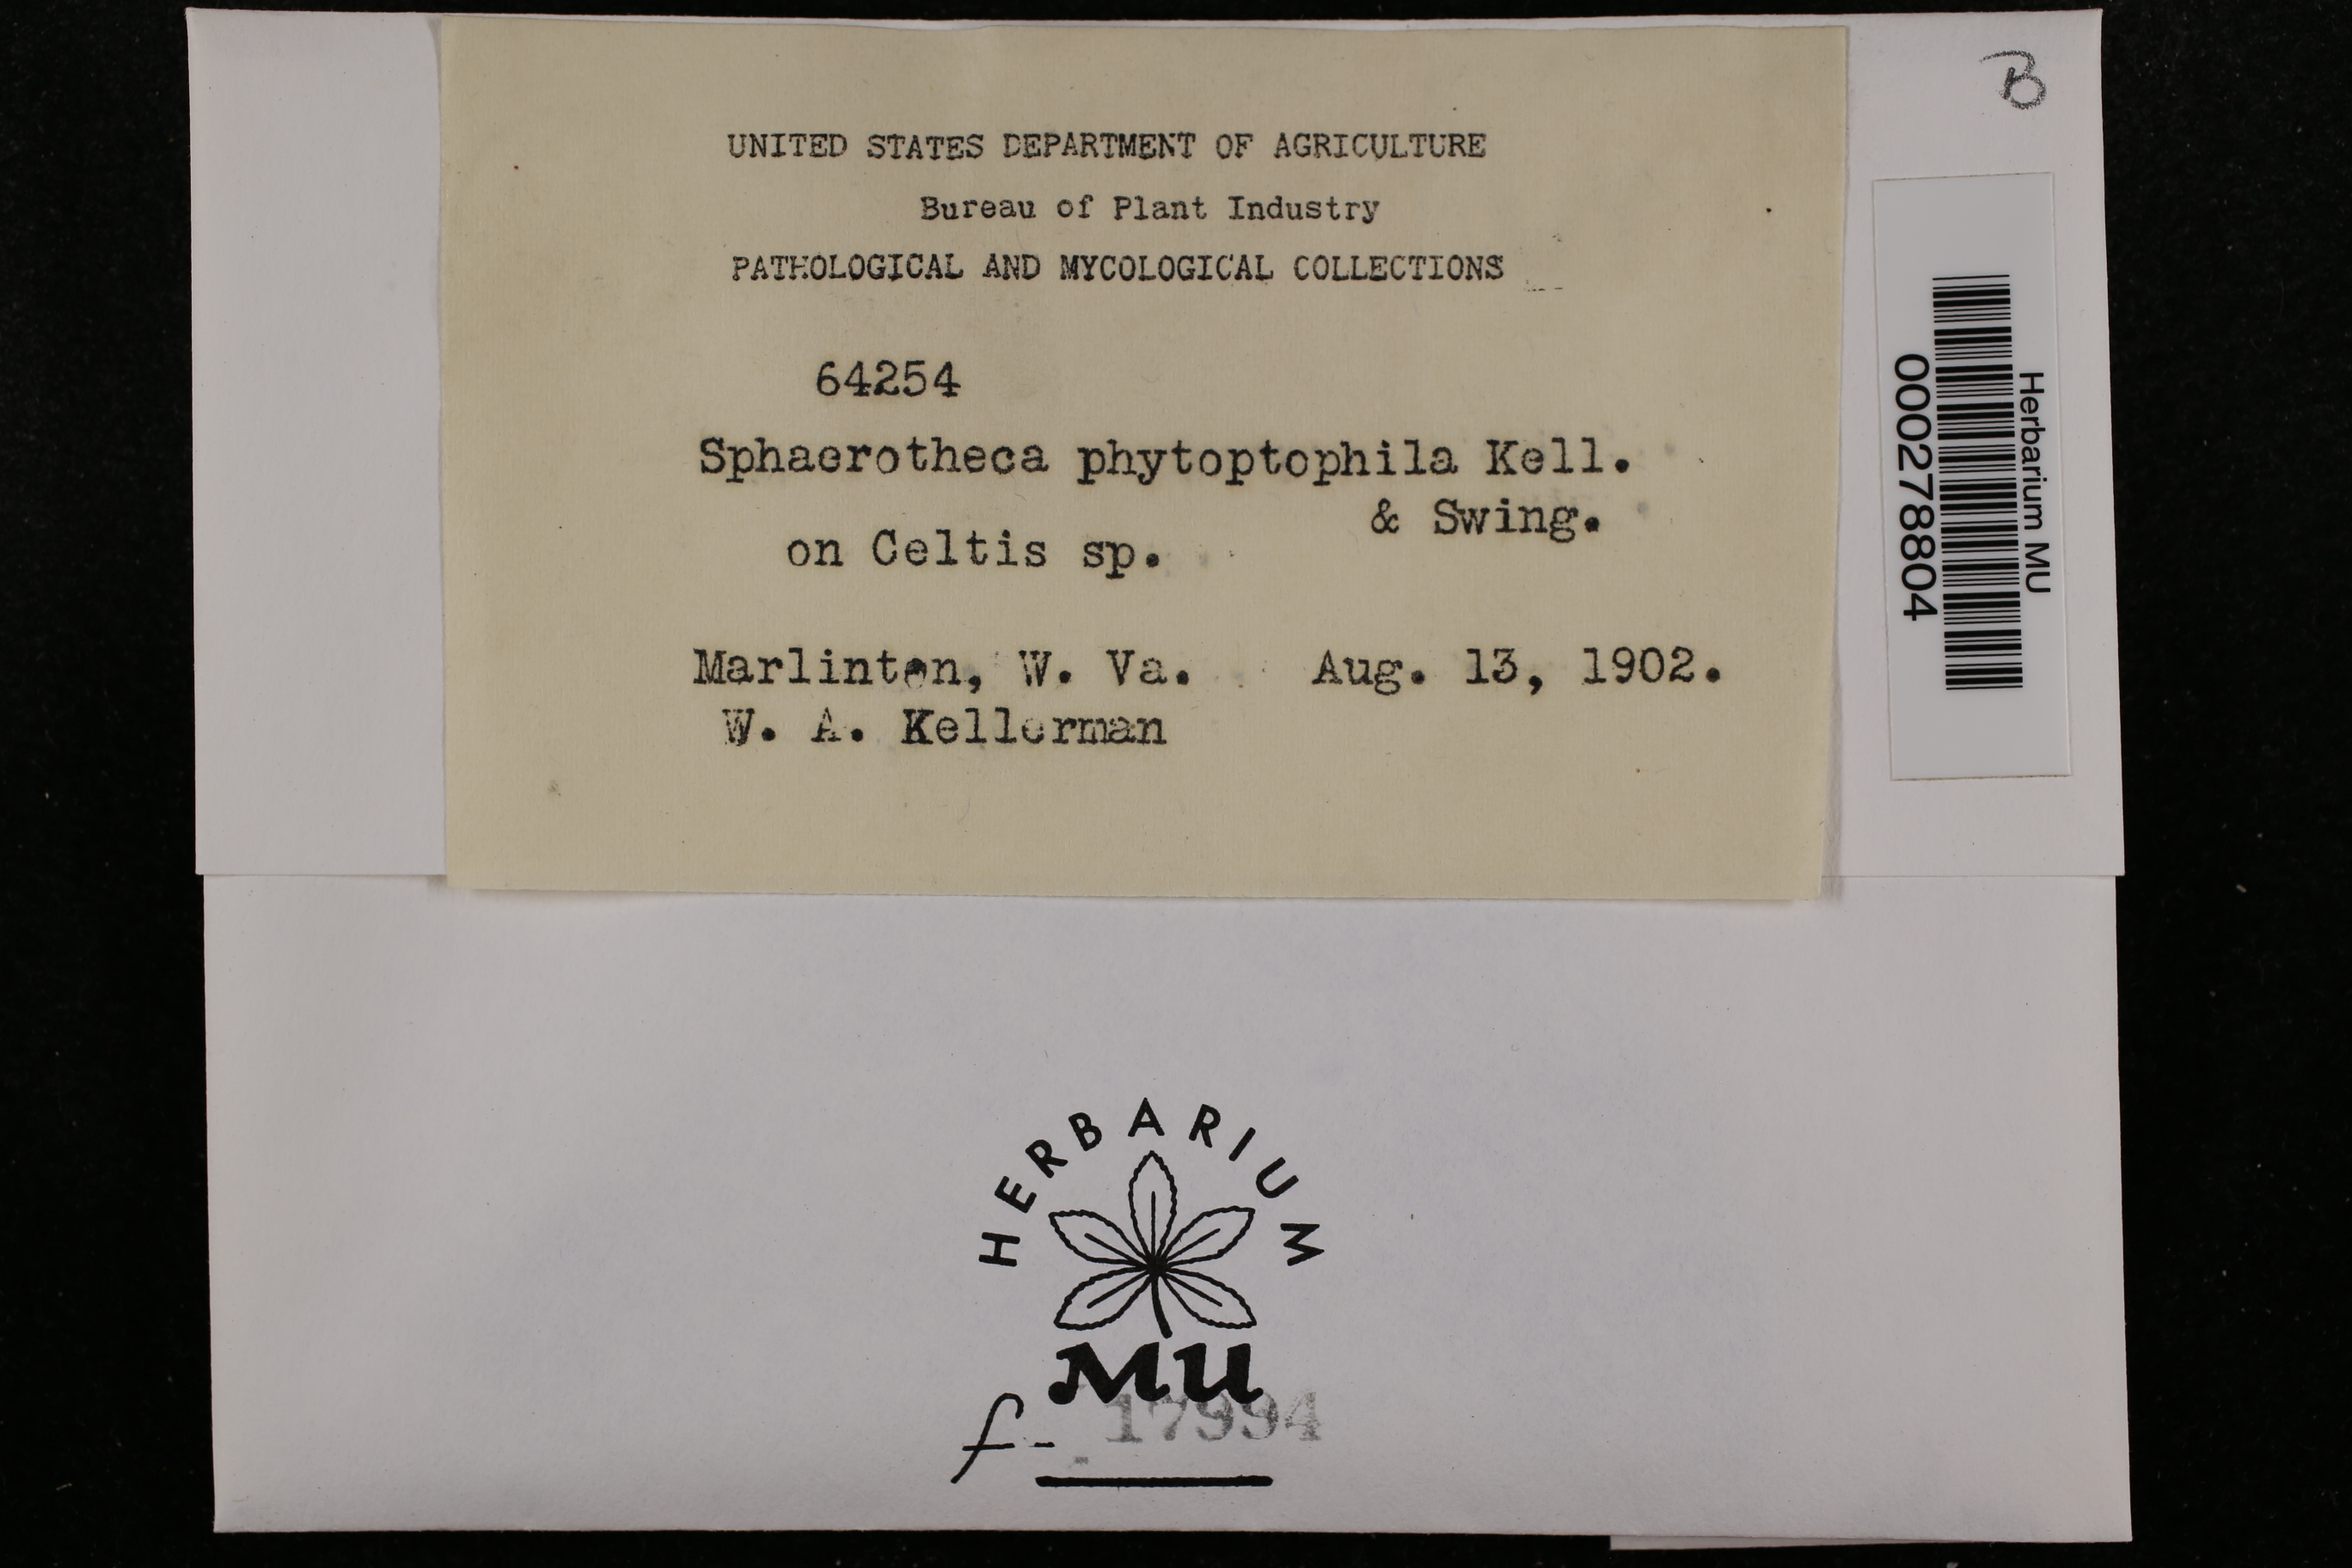 B
UNITED STATES DEPARTMENT OF AGRICULTURE
Bureau of Plant Industry
PATHOLOGICAL AND MYCOLOGICAL COLLECTIONS
64254
Sphaerotheca phytoptophila Kell.
& Swing.
on Celtis sp.
Marlinton, W. Va. Aug. 13, 1902.
W. A. Kellerman
Herbarium MU
000278804
HERBARIUM
MU
f- 17994